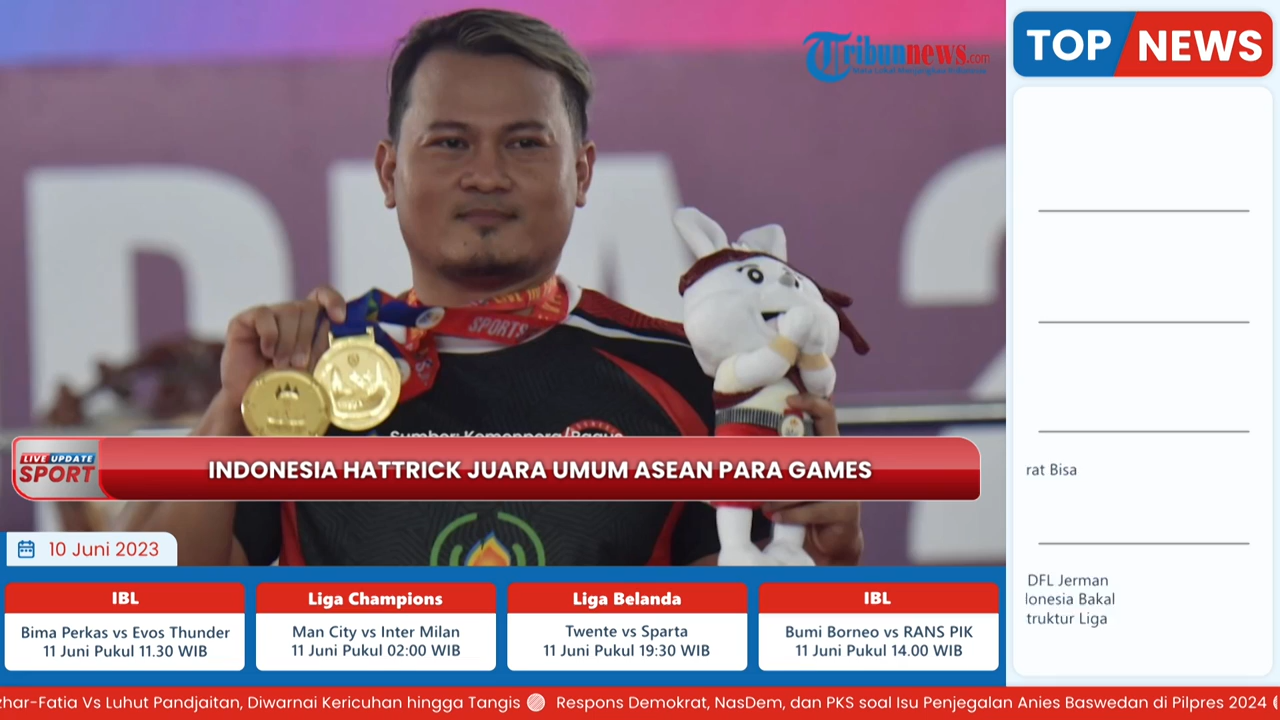 Tribunnews.com
TOP NEWS
SPORTS
LIVE UPDATE
SPORT
INDONESIA HATTRICK JUARA UMUM ASEAN PARA GAMES
10 Juni 2023
IBL
Bima Perkas vs Evos Thunder
11 Juni Pukul 11.30 WIB
Liga Champions
Man City vs Inter Milan
11 Juni Pukul 02:00 WIB
Liga Belanda
Twente vs Sparta
11 Juni Pukul 19:30 WIB
IBL
Bumi Borneo vs RANS PIK
11 Juni Pukul 14.00 WIB
rat Bisa
DFL Jerman
lonesia Bakal
truktur Liga
zhar-Fatia Vs Luhut Pandjaitan, Diwarnai Kericuhan hingga Tangis Respons Demokrat, NasDem, dan PKS soal Isu Penjegalan Anies Baswedan di Pilpres 2024